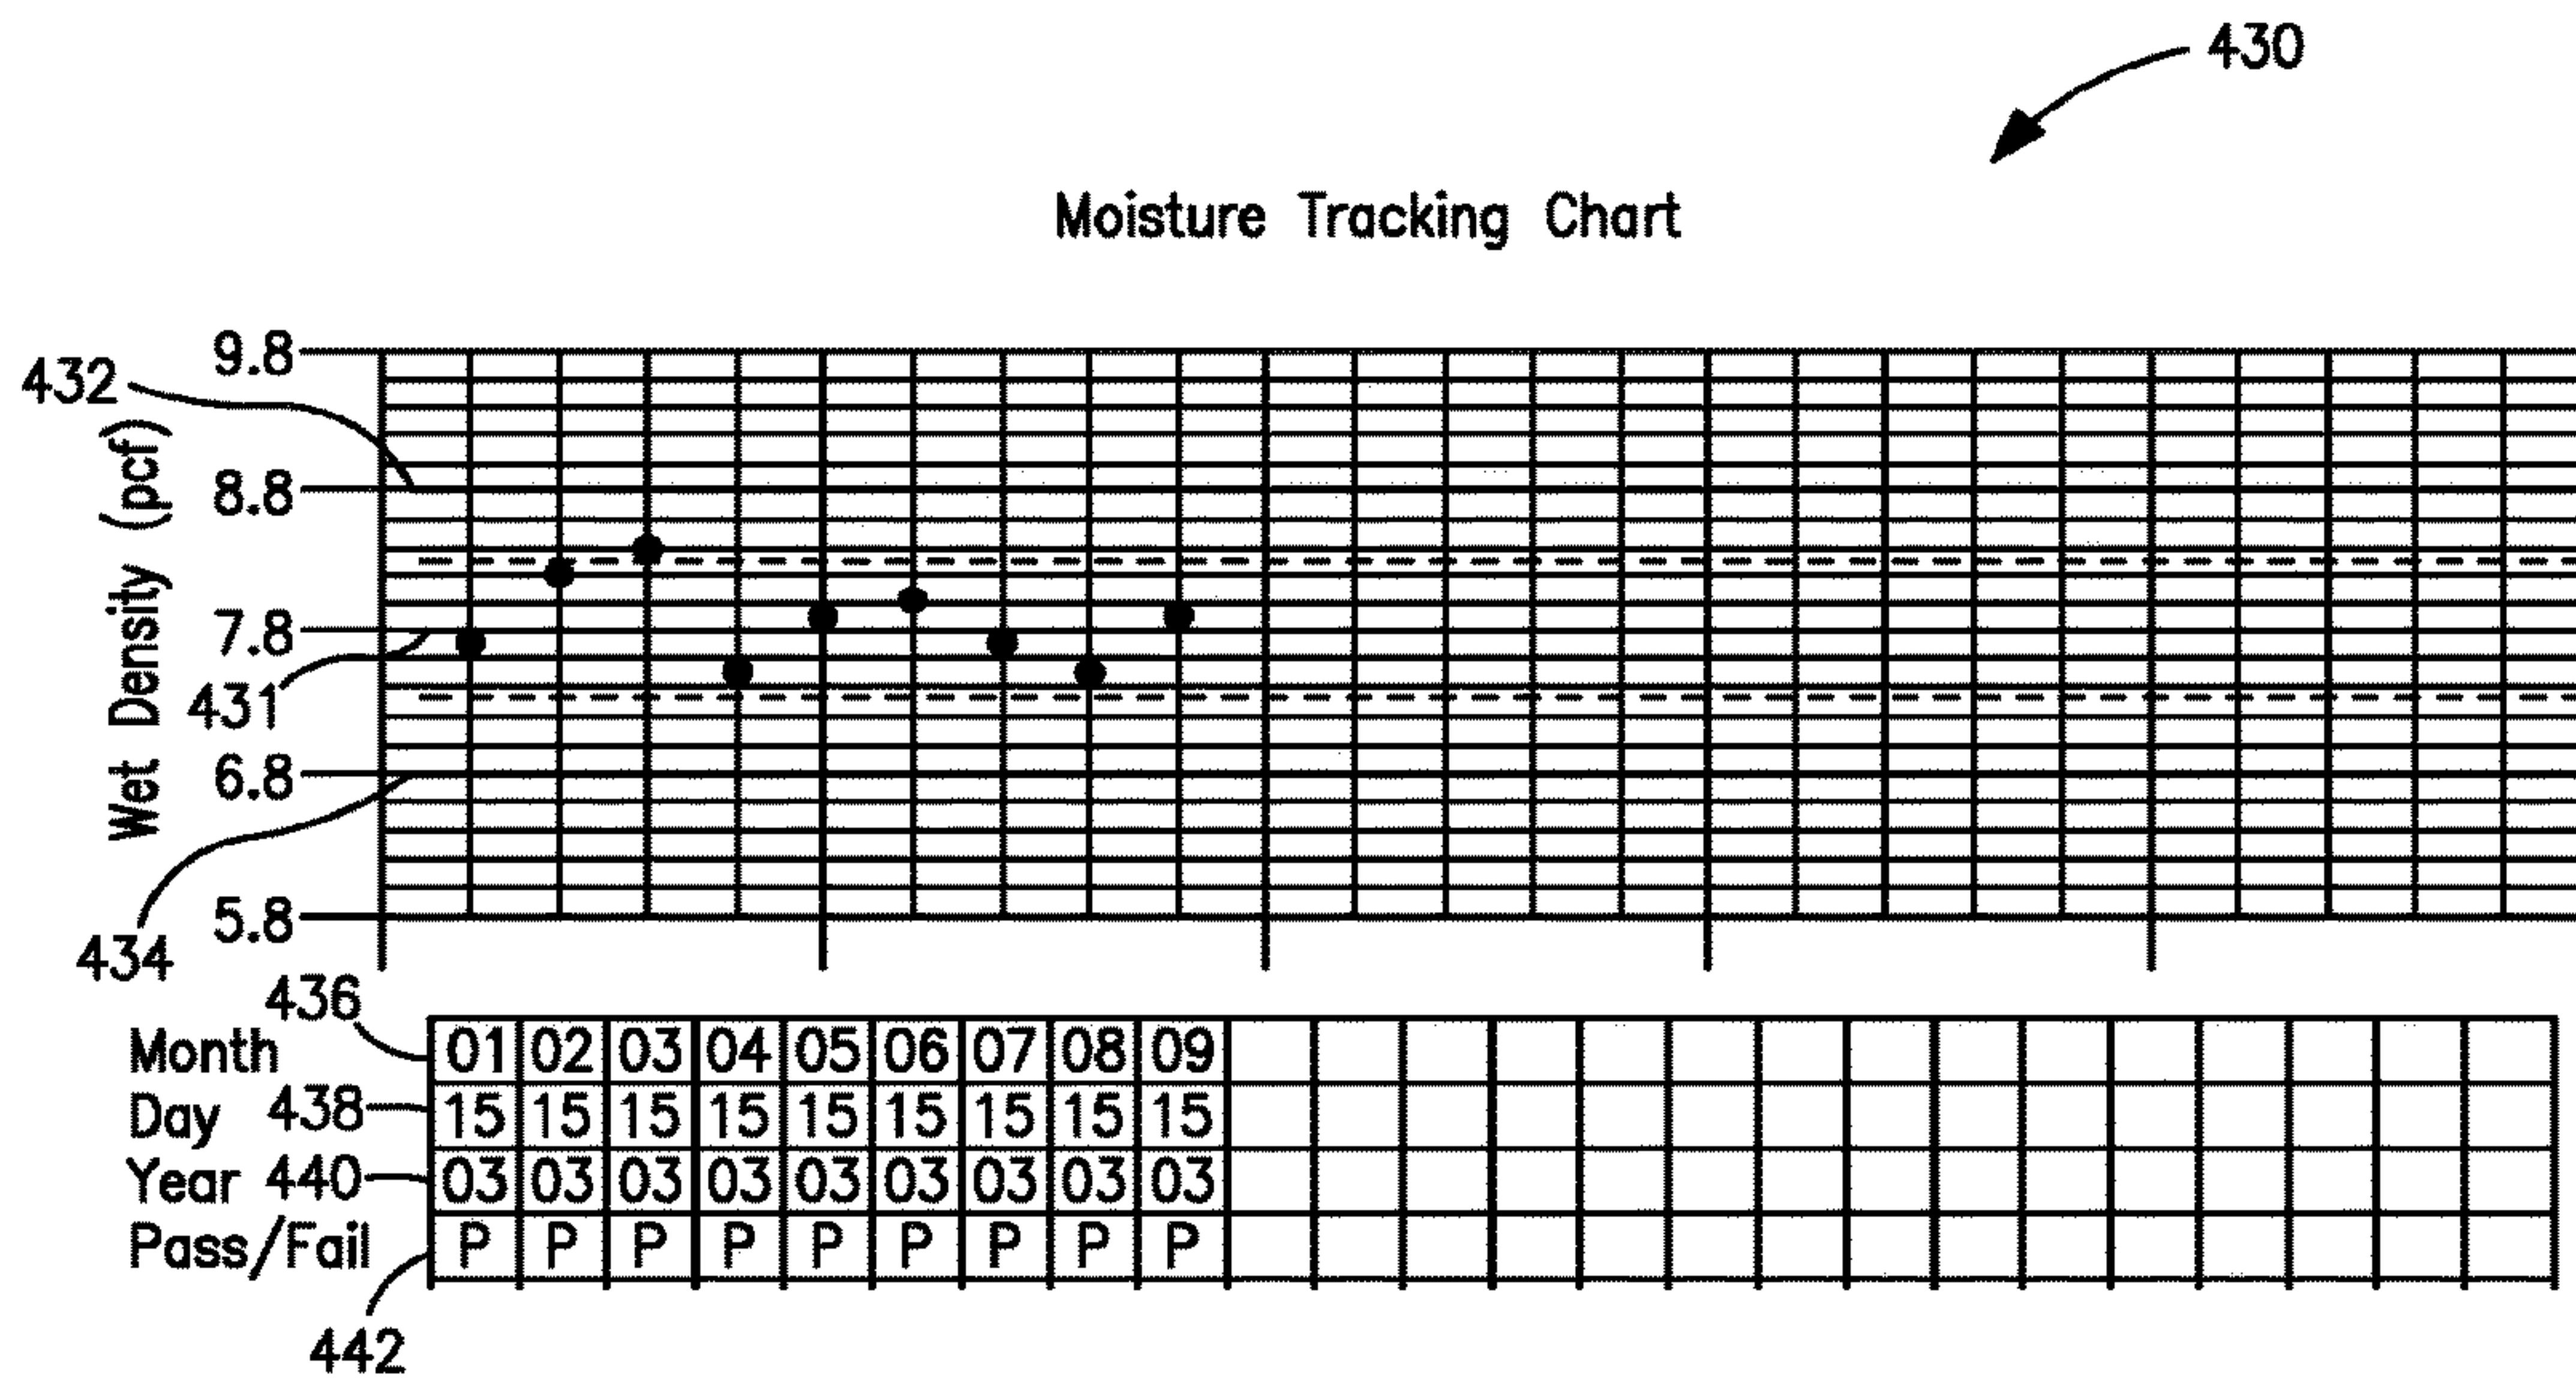 430
Moisture Tracking Chart
9.8
432
8.8
Wet Density (pcf)
7.8
431
6.8
5.8
434
436
Month 01 02 03 04 05 06 07 08 09
Day 438 15 15 15 15 15 15 15 15 15
Year 440 03 03 03 03 03 03 03 03 03
Pass/Fail P P P P P P P P P
442